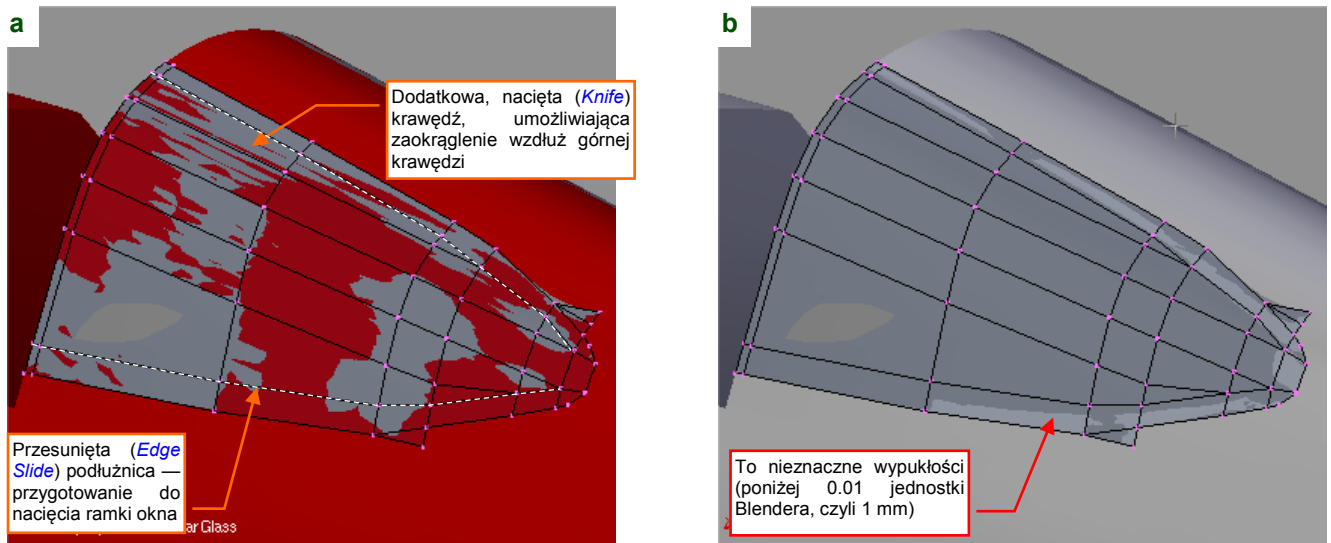 a
b
Dodatkowa, nacięta (Knife)
krawędź, umożliwiająca
zaokrąglenie wzdłuż górnej
krawędzi
Przesunięta (Edge
Slide) podłużnica —
przygotowanie do
nacięcia ramki okna
ar Glass
To nieznaczne wypukłości
(poniżej 0.01 jednostki
Blendera, czyli 1 mm)